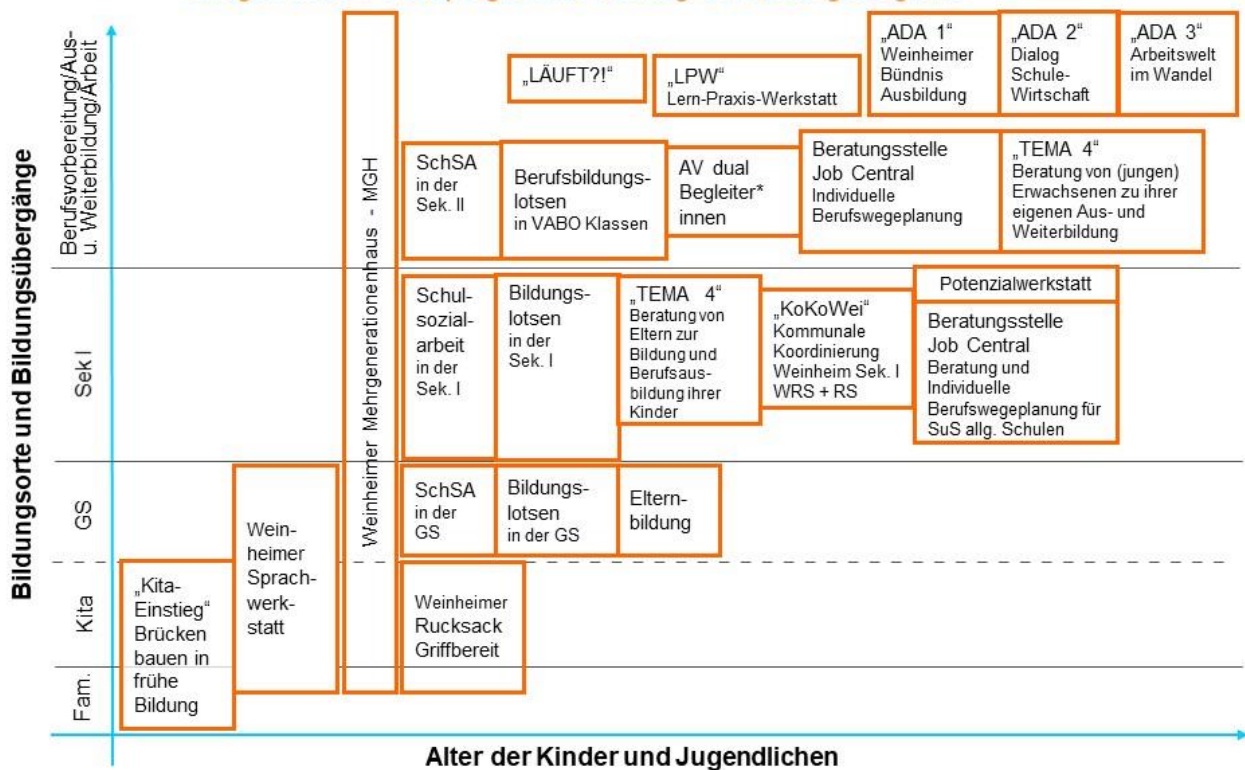 „ADA 1“
Weinheimer
Bündnis
Ausbildung
„ADA 2“
Dialog
Schule-
Wirtschaft
„ADA 3“
Arbeitswelt
im Wandel
„LÄUFT?!“
„LPW“
Lern-Praxis-Werkstatt
Berufsvorbereitung/Aus-
u. Weiterbildung/Arbeit
SchSA
in der
Sek. II
Berufsbildungs-
lotsen
in VABO Klassen
AV dual
Begleiter*
innen
Beratungsstelle
Job Central
Individuelle
Berufswegeplanung
„TEMA 4“
Beratung von (jungen)
Erwachsenen zu ihrer
eigenen Aus- und
Weiterbildung
Bildungsorte und Bildungsübergänge
Weinheimer Mehrgenerationenhaus - MGH
Sek I
Schul-
sozial-
arbeit
in der
Sek. I
Bildungs-
lotsen
in der
Sek. I
„TEMA 4“
Beratung von
Eltern zur
Bildung und
Berufsaus-
bildung ihrer
Kinder
„KoKoWei“
Kommunale
Koordinierung
Weinheim Sek. I
WRS + RS
Potenzialwerkstatt
Beratungsstelle
Job Central
Beratung und
Individuelle
Berufswegeplanung für
SuS allg. Schulen
GS
Wein-
heimer
Sprach-
werk-
statt
SchSA
in der
GS
Bildungs-
lotsen
in der GS
Eltern-
bildung
Kita
„Kita-
Einstieg“
Brücken
bauen in
frühe
Bildung
Weinheimer
Rucksack
Griffbereit
Fam.
Alter der Kinder und Jugendlichen